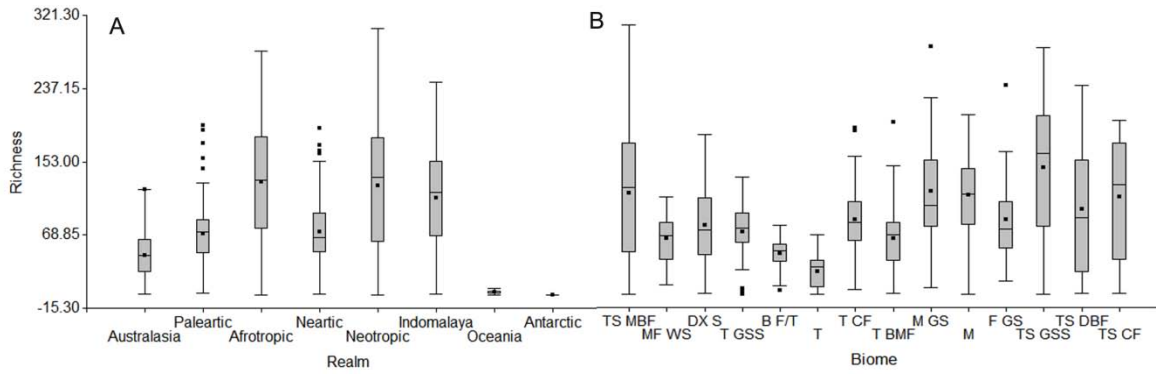 A
B
Richness
321.30
237.15
153.00
68.85
-15.30
Australasia
Paleartic
Afrotropic
Neartic
Neotropic
Indomalaya
Oceania
Antarctic
Realm
TS MBF
MF WS
DX S
T GSS
B F/T
T
T CF
T BMF
M GS
M
F GS
TS GSS
TS DBF
TS CF
Biome